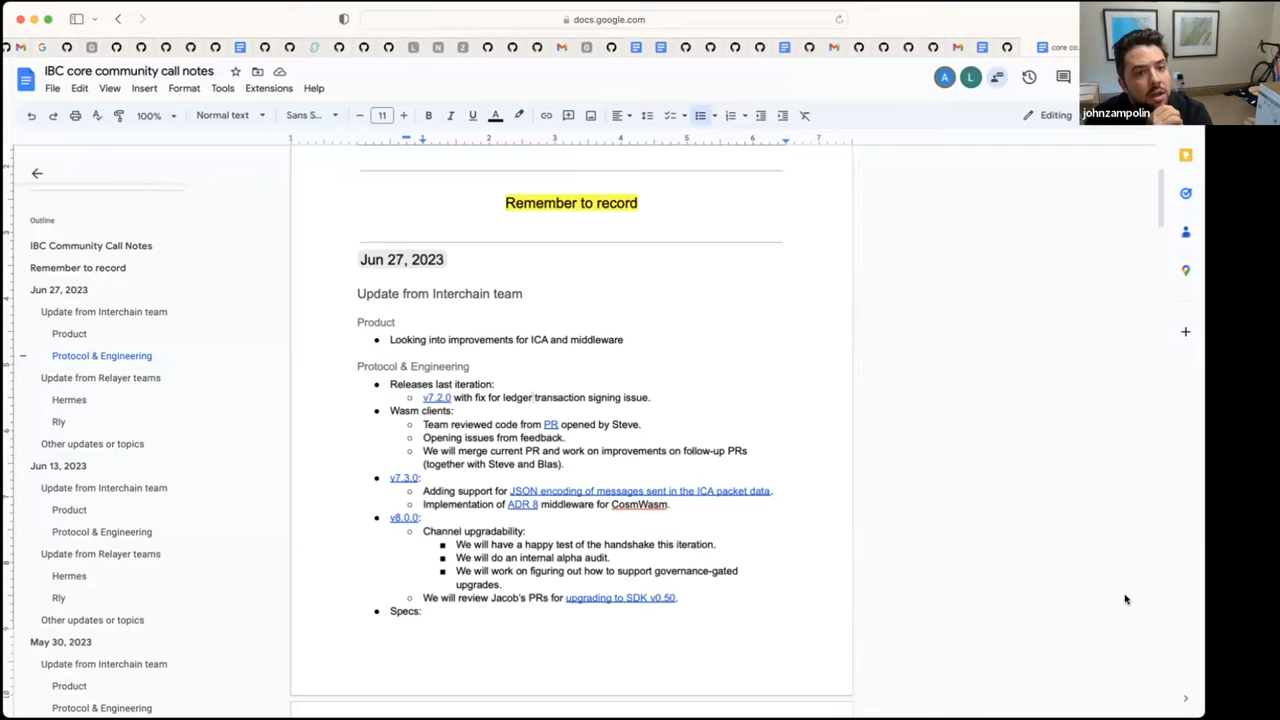 docs.google.com
core co...
IBC core community call notes
File Edit View Insert Format Tools Extensions Help
A L
johnzampolin
100% Normal text Sans S... 11 B I U A Editing
1 1 2 3 4 5 6 7
Outline
IBC Community Call Notes
Remember to record
Jun 27, 2023
Update from Interchain team
Product
Protocol & Engineering
Update from Relayer teams
Hermes
Rly
Other updates or topics
Jun 13, 2023
Update from Interchain team
Product
Protocol & Engineering
Update from Relayer teams
Hermes
Rly
Other updates or topics
May 30, 2023
Update from Interchain team
Product
Protocol & Engineering
Remember to record
Jun 27, 2023
Update from Interchain team
Product
Looking into improvements for ICA and middleware
Protocol & Engineering
Releases last iteration:
v7.2.0 with fix for ledger transaction signing issue.
Wasm clients:
Team reviewed code from PR opened by Steve.
Opening issues from feedback.
We will merge current PR and work on improvements on follow-up PRs
(together with Steve and Blas).
v7.3.0:
Adding support for JSON encoding of messages sent in the ICA packet data.
Implementation of ADR 8 middleware for CosmWasm.
v8.0.0:
Channel upgradability:
We will have a happy test of the handshake this iteration.
We will do an internal alpha audit.
We will work on figuring out how to support governance-gated
upgrades.
We will review Jacob's PRs for upgrading to SDK v0.50.
Specs: